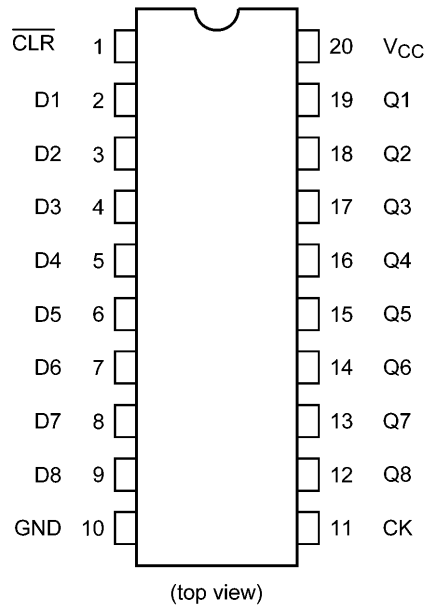 C̅L̅R̅ 1 20 VCC
D1 2 19 Q1
D2 3 18 Q2
D3 4 17 Q3
D4 5 16 Q4
D5 6 15 Q5
D6 7 14 Q6
D7 8 13 Q7
D8 9 12 Q8
GND 10 11 CK
(top view)